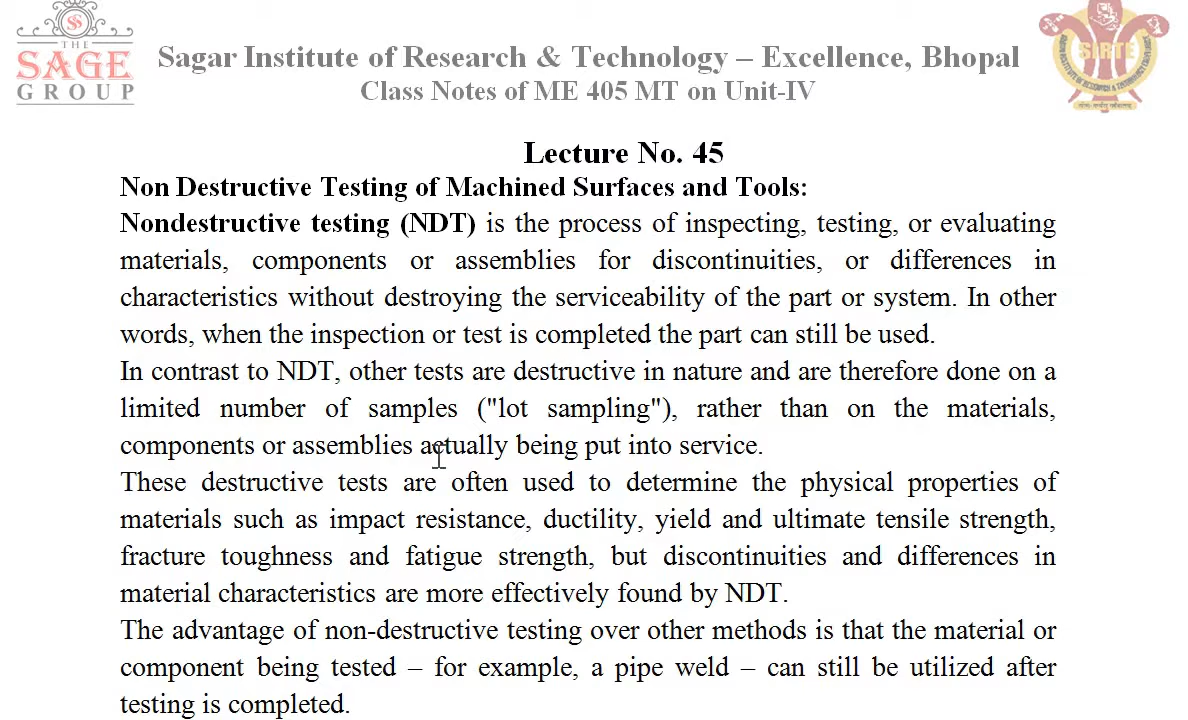 THE
SAGE
GROUP
Sagar Institute of Research & Technology – Excellence, Bhopal
Class Notes of ME 405 MT on Unit-IV
SIRTE
Lecture No. 45
Non Destructive Testing of Machined Surfaces and Tools:
Nondestructive testing (NDT) is the process of inspecting, testing, or evaluating
materials, components or assemblies for discontinuities, or differences in
characteristics without destroying the serviceability of the part or system. In other
words, when the inspection or test is completed the part can still be used.
In contrast to NDT, other tests are destructive in nature and are therefore done on a
limited number of samples ("lot sampling"), rather than on the materials,
components or assemblies actually being put into service.
These destructive tests are often used to determine the physical properties of
materials such as impact resistance, ductility, yield and ultimate tensile strength,
fracture toughness and fatigue strength, but discontinuities and differences in
material characteristics are more effectively found by NDT.
The advantage of non-destructive testing over other methods is that the material or
component being tested – for example, a pipe weld – can still be utilized after
testing is completed.